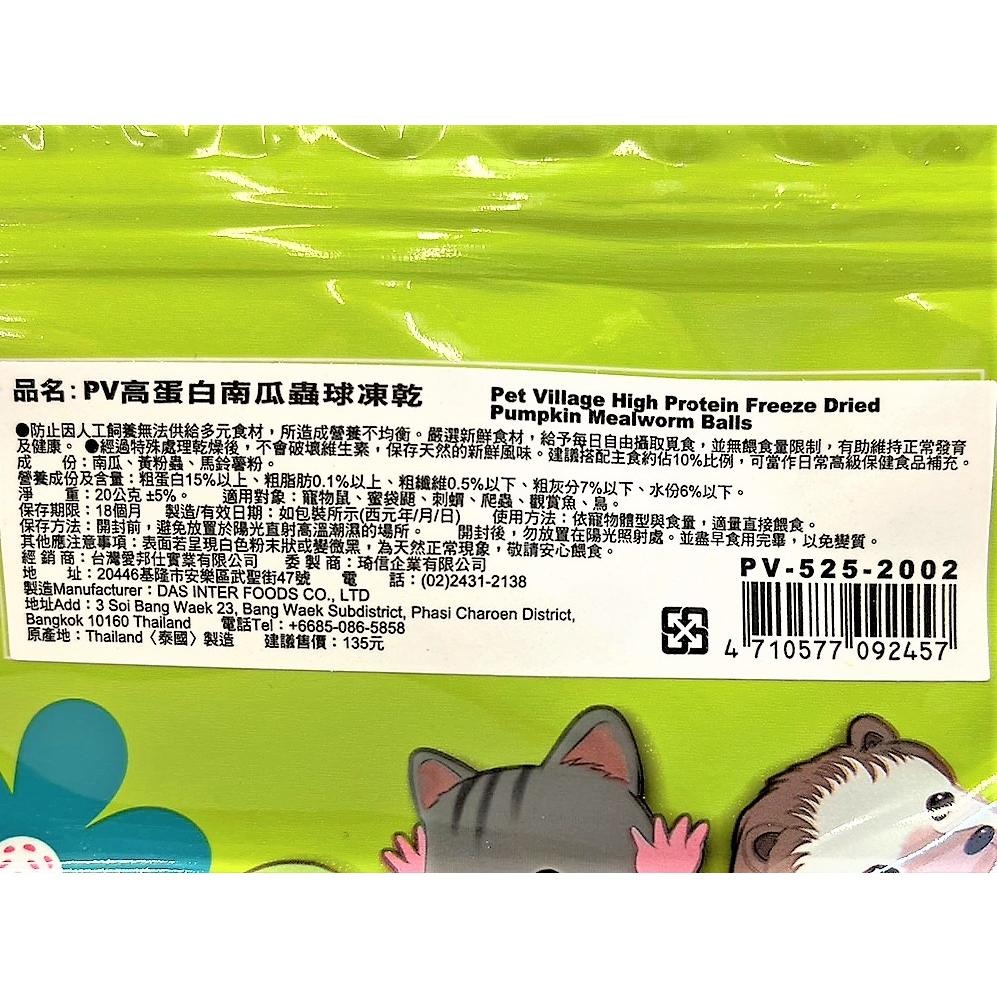 品名: PV高蛋白南瓜蟲球凍乾
Pet Village High Protein Freeze Dried
Pumpkin Mealworm Balls
●防止因人工飼養無法供給多元食材，所造成營養不均衡。嚴選新鮮食材，給予每日自由攝取覓食，並無餵食量限制，有助維持正常發育
及健康。 ●經過特殊處理乾燥後，不會破壞維生素，保存天然的新鮮風味。建議搭配主食約佔10%比例，可當作日常高級保健食品補充。
成 份：南瓜、黃粉蟲、馬鈴薯粉。
營養成份及含量：粗蛋白15%以上、粗脂肪0.1%以上、粗纖維0.5%以下、粗灰分7%以下、水份6%以下。
淨 重：20公克 ±5%。 適用對象：寵物鼠、蜜袋鼯、刺蝟、爬蟲、觀賞魚、鳥。
保存期限：18個月 製造/有效日期：如包裝所示(西元年/月/日) 使用方法：依寵物體型與食量，適量直接餵食。
保存方法：開封前，避免放置於陽光直射高溫潮濕的場所。 開封後，勿放置在陽光照射處。並盡早食用完畢，以免變質。
其他應注意事項：表面若呈現白色粉末狀或變微黑，為天然正常現象，敬請安心餵食。
經 銷 商：台灣愛邦仕實業有限公司 委 製 商：琦信企業有限公司
地 址：20446基隆市安樂區武聖街47號 電 話：(02)2431-2138
製造Manufacturer：DAS INTER FOODS CO., LTD
地址Add：3 Soi Bang Waek 23, Bang Waek Subdistrict, Phasi Charoen District,
Bangkok 10160 Thailand 電話Tel：+6685-086-5858
原產地：Thailand〈泰國〉製造 建議售價：135元
PV-525-2002
4 710577 092457